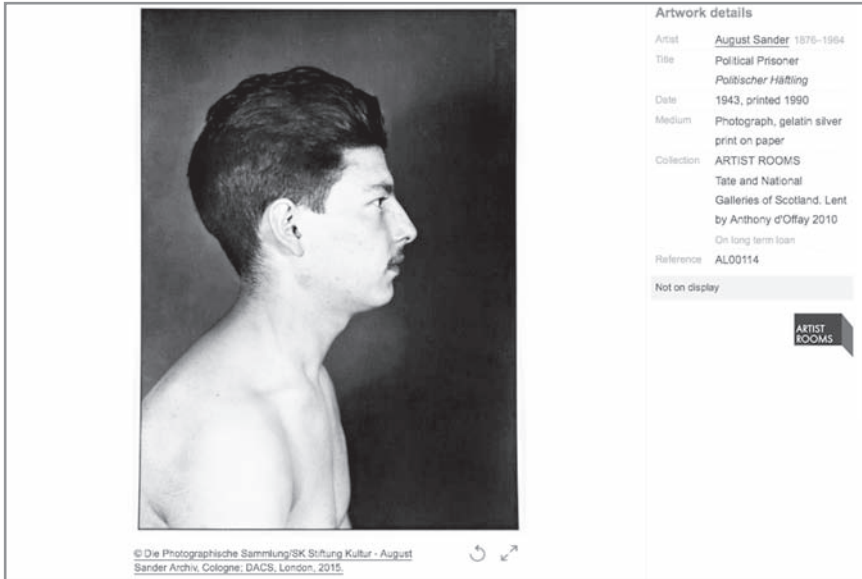 Artwork details
Artist August Sander 1876–1964
Title Political Prisoner
Politischer Häftling
Date 1943, printed 1990
Medium Photograph, gelatin silver
print on paper
Collection ARTIST ROOMS
Tate and National
Galleries of Scotland. Lent
by Anthony d'Offay 2010
On long term loan
Reference AL00114
Not on display
ARTIST
ROOMS
© Die Photographische Sammlung/SK Stiftung Kultur - August
Sander Archiv, Cologne; DACS, London, 2015.